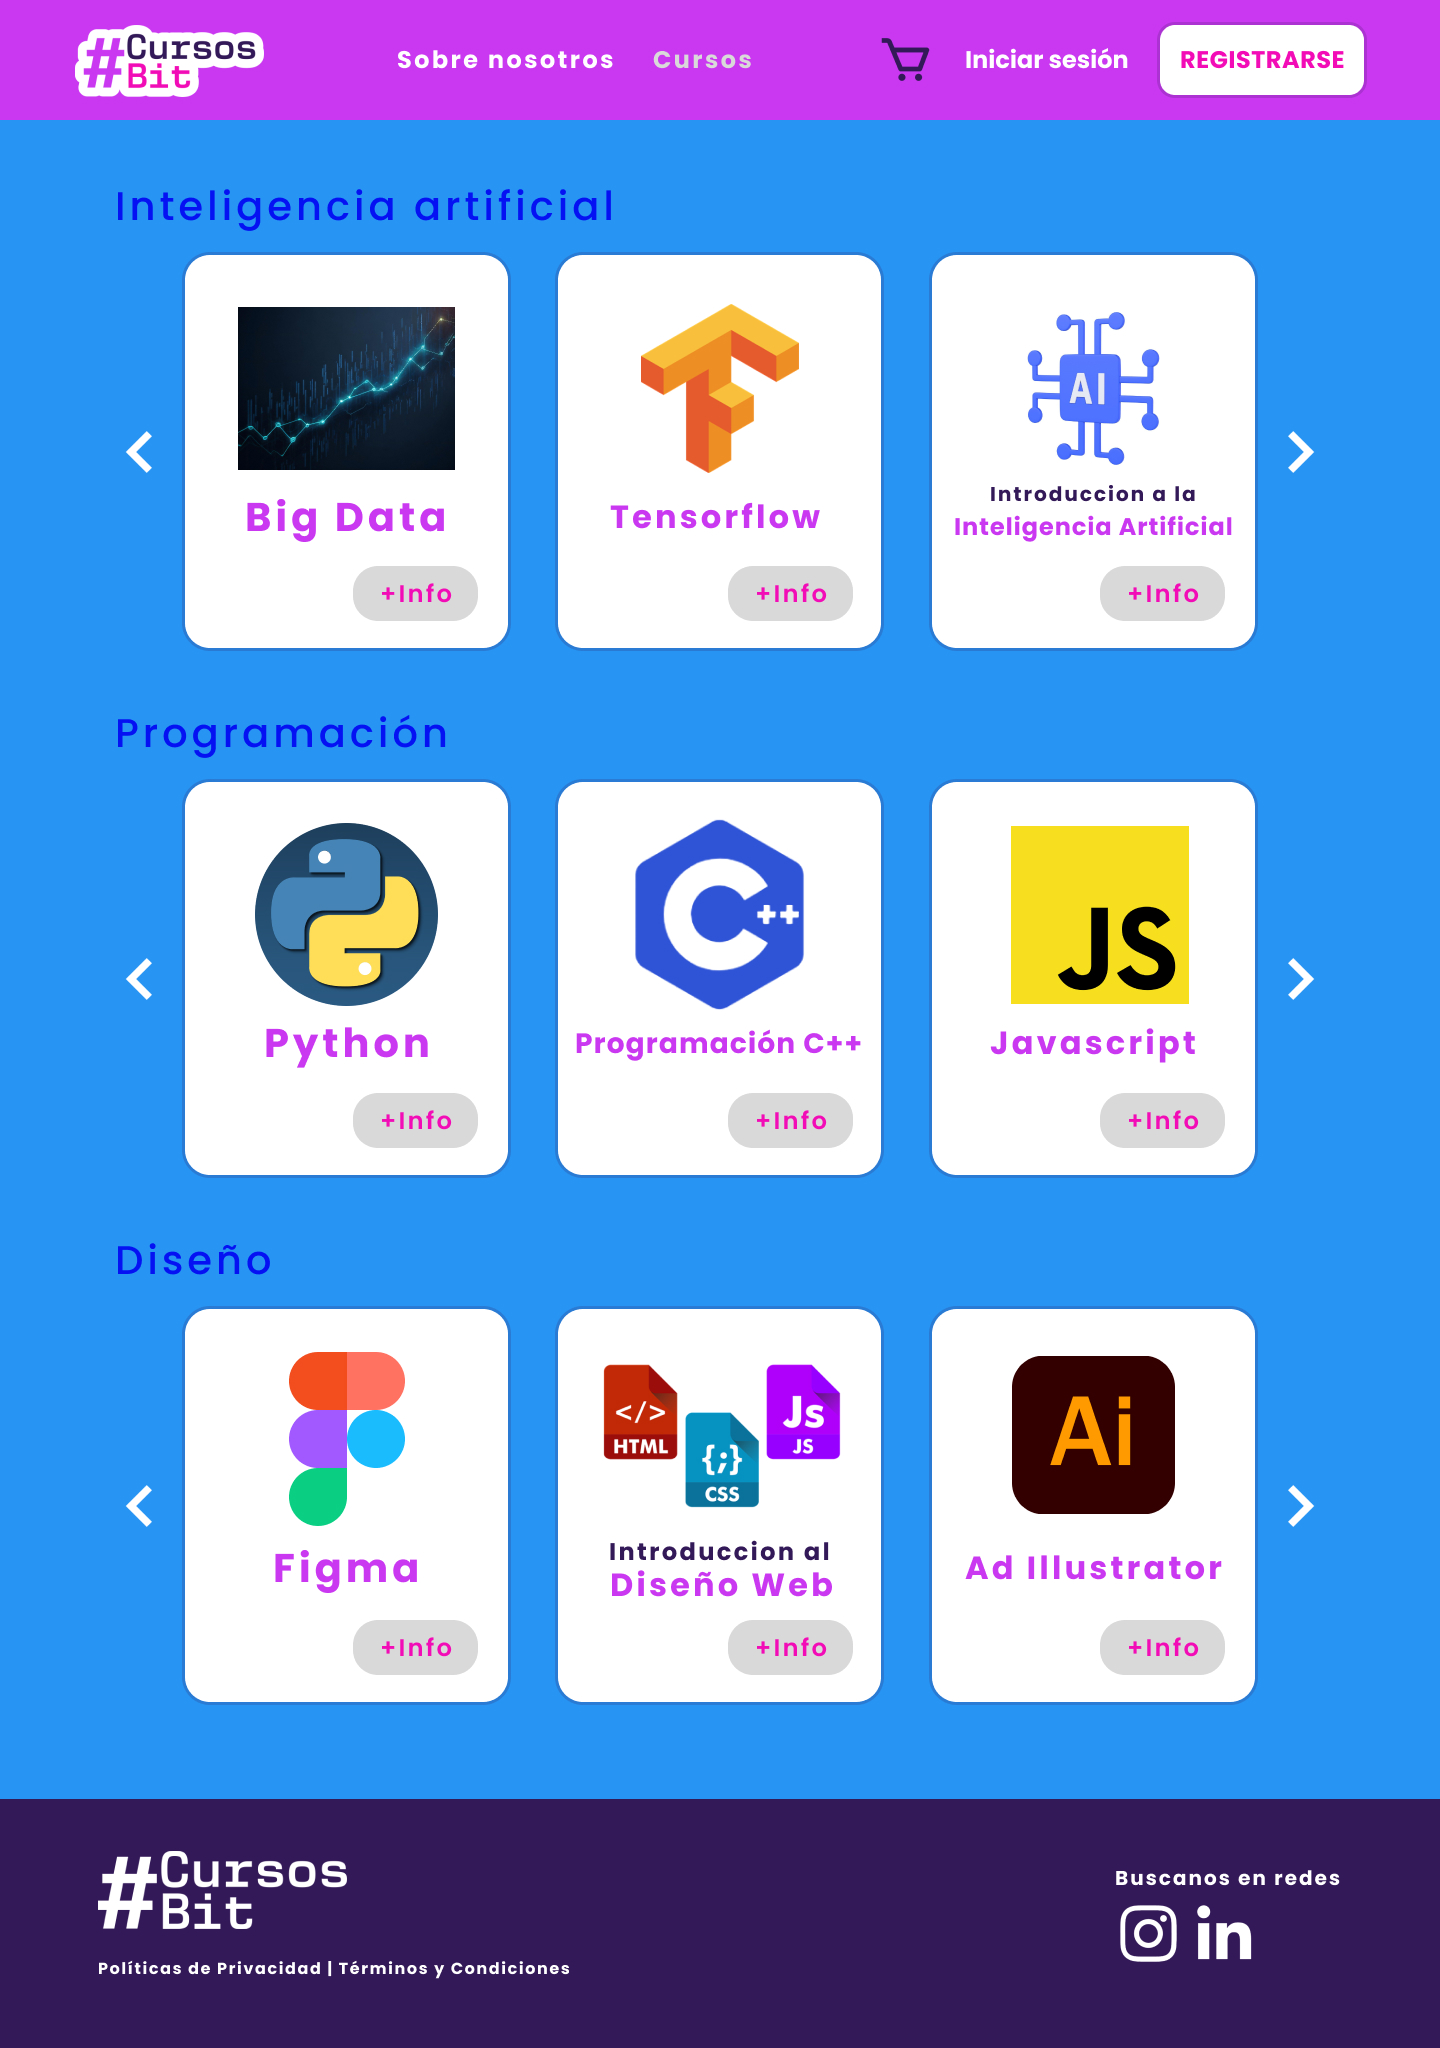 #Cursos
Bit
Sobre nosotros
Cursos
Iniciar sesión
REGISTRARSE
Inteligencia artificial
Big Data
+Info
Tensorflow
+Info
AI
Introduccion a la
Inteligencia Artificial
+Info
Programación
Python
+Info
C++
Programación C++
+Info
JS
Javascript
+Info
Diseño
Figma
+Info
</>
HTML
{;}
CSS
Js
JS
Introduccion al
Diseño Web
+Info
Ai
Ad Illustrator
+Info
#Cursos
Bit
Políticas de Privacidad | Términos y Condiciones
Buscanos en redes
in